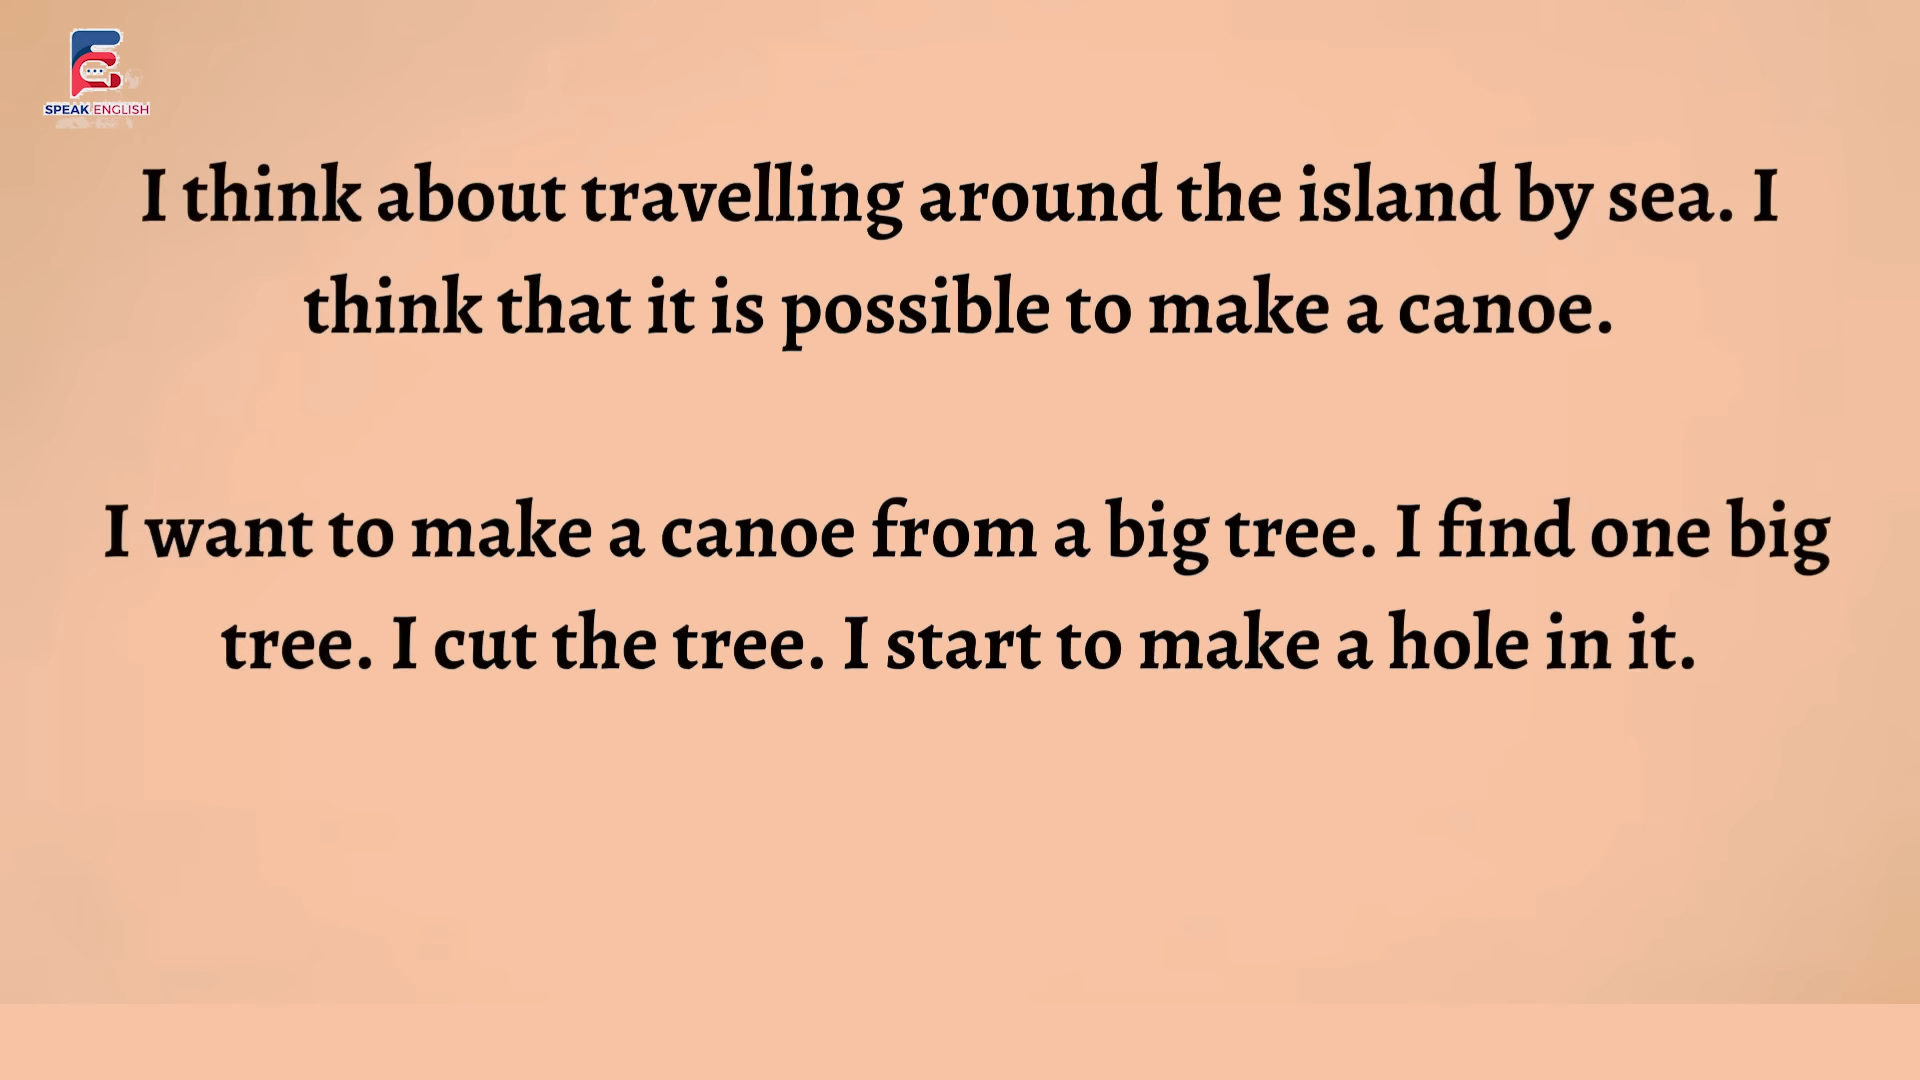 SPEAK ENGLISH
I think about travelling around the island by sea. I
think that it is possible to make a canoe.
I want to make a canoe from a big tree. I find one big
tree. I cut the tree. I start to make a hole in it.